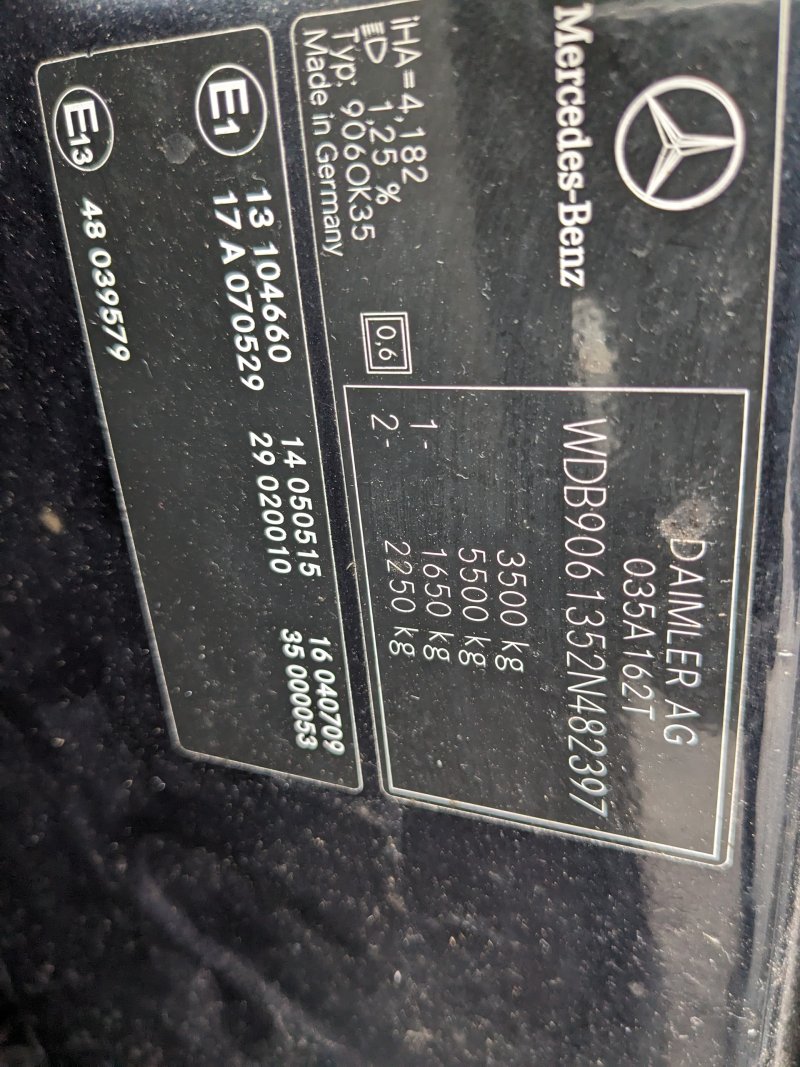 Mercedes-Benz
DAIMLER AG
035A162T
WDB9061352N482397
3500 kg
5500 kg
1- 1650 kg
2- 2250 kg
iHA=4,182
1,25 %
Typ: 906OK35
Made in Germany
0,6
E1
13 104660 14 050515 16 040709
17 A 070529 29 020010 35 000053
E13
48 039579